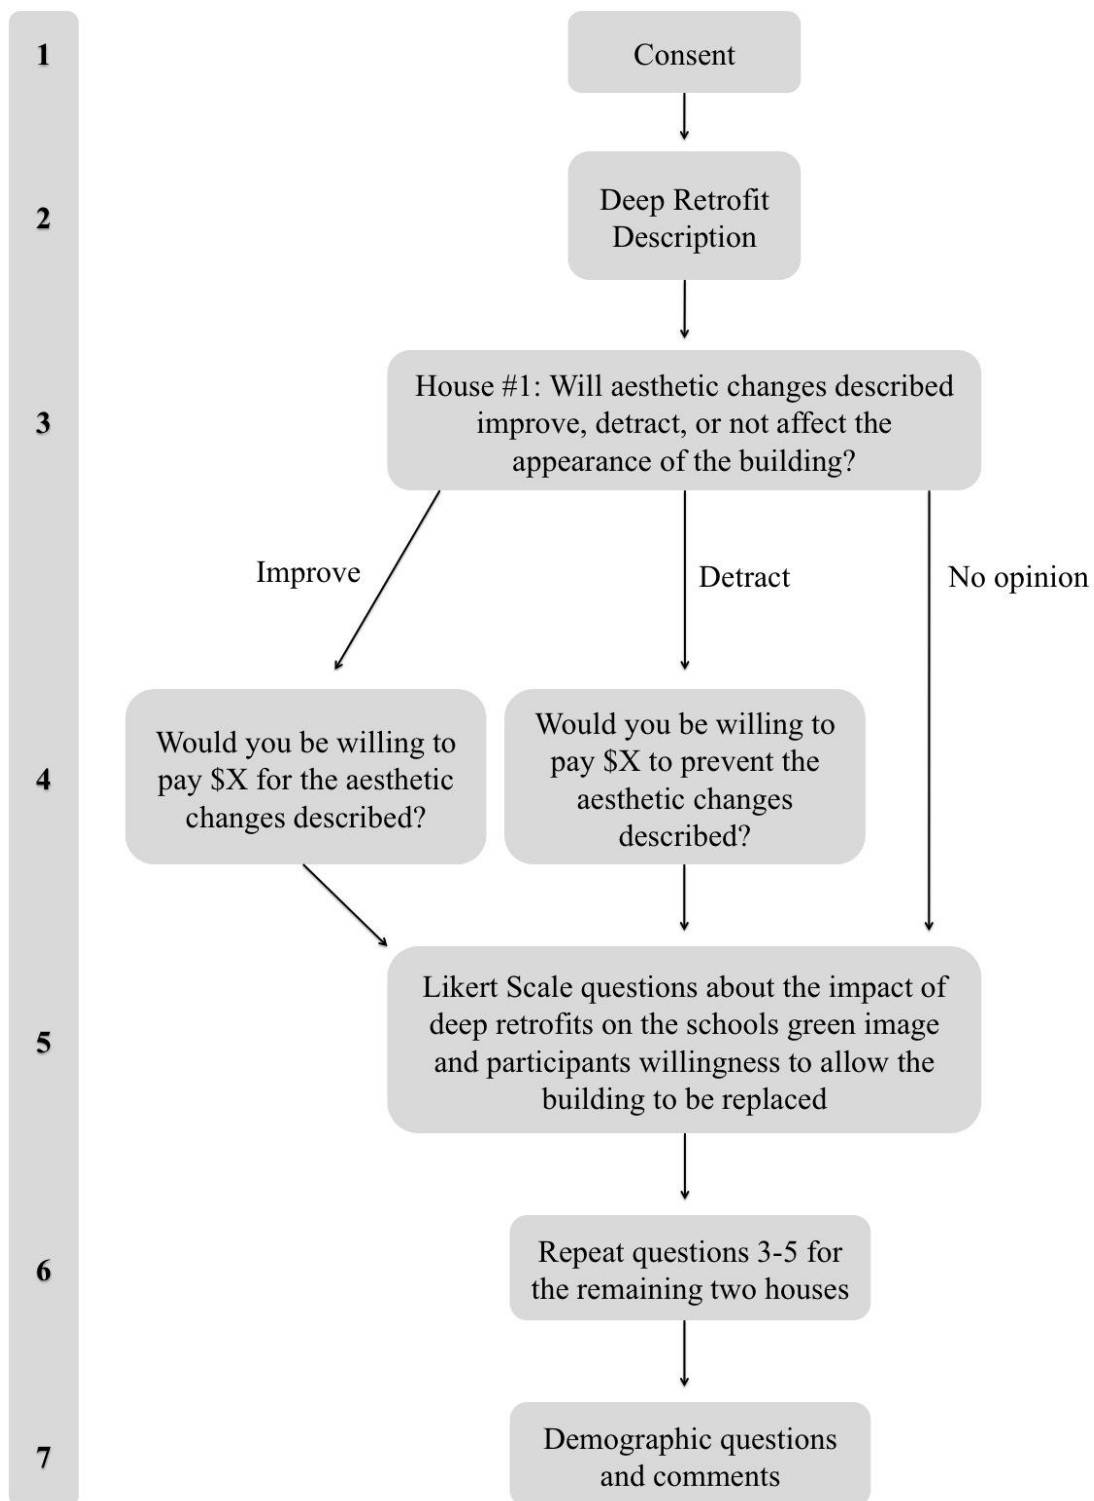 1
Consent
2
Deep Retrofit
Description
3
House #1: Will aesthetic changes described
improve, detract, or not affect the
appearance of the building?
Improve
Detract
No opinion
4
Would you be willing to
pay $X for the aesthetic
changes described?
Would you be willing to
pay $X to prevent the
aesthetic changes
described?
5
Likert Scale questions about the impact of
deep retrofits on the schools green image
and participants willingness to allow the
building to be replaced
6
Repeat questions 3-5 for
the remaining two houses
7
Demographic questions
and comments